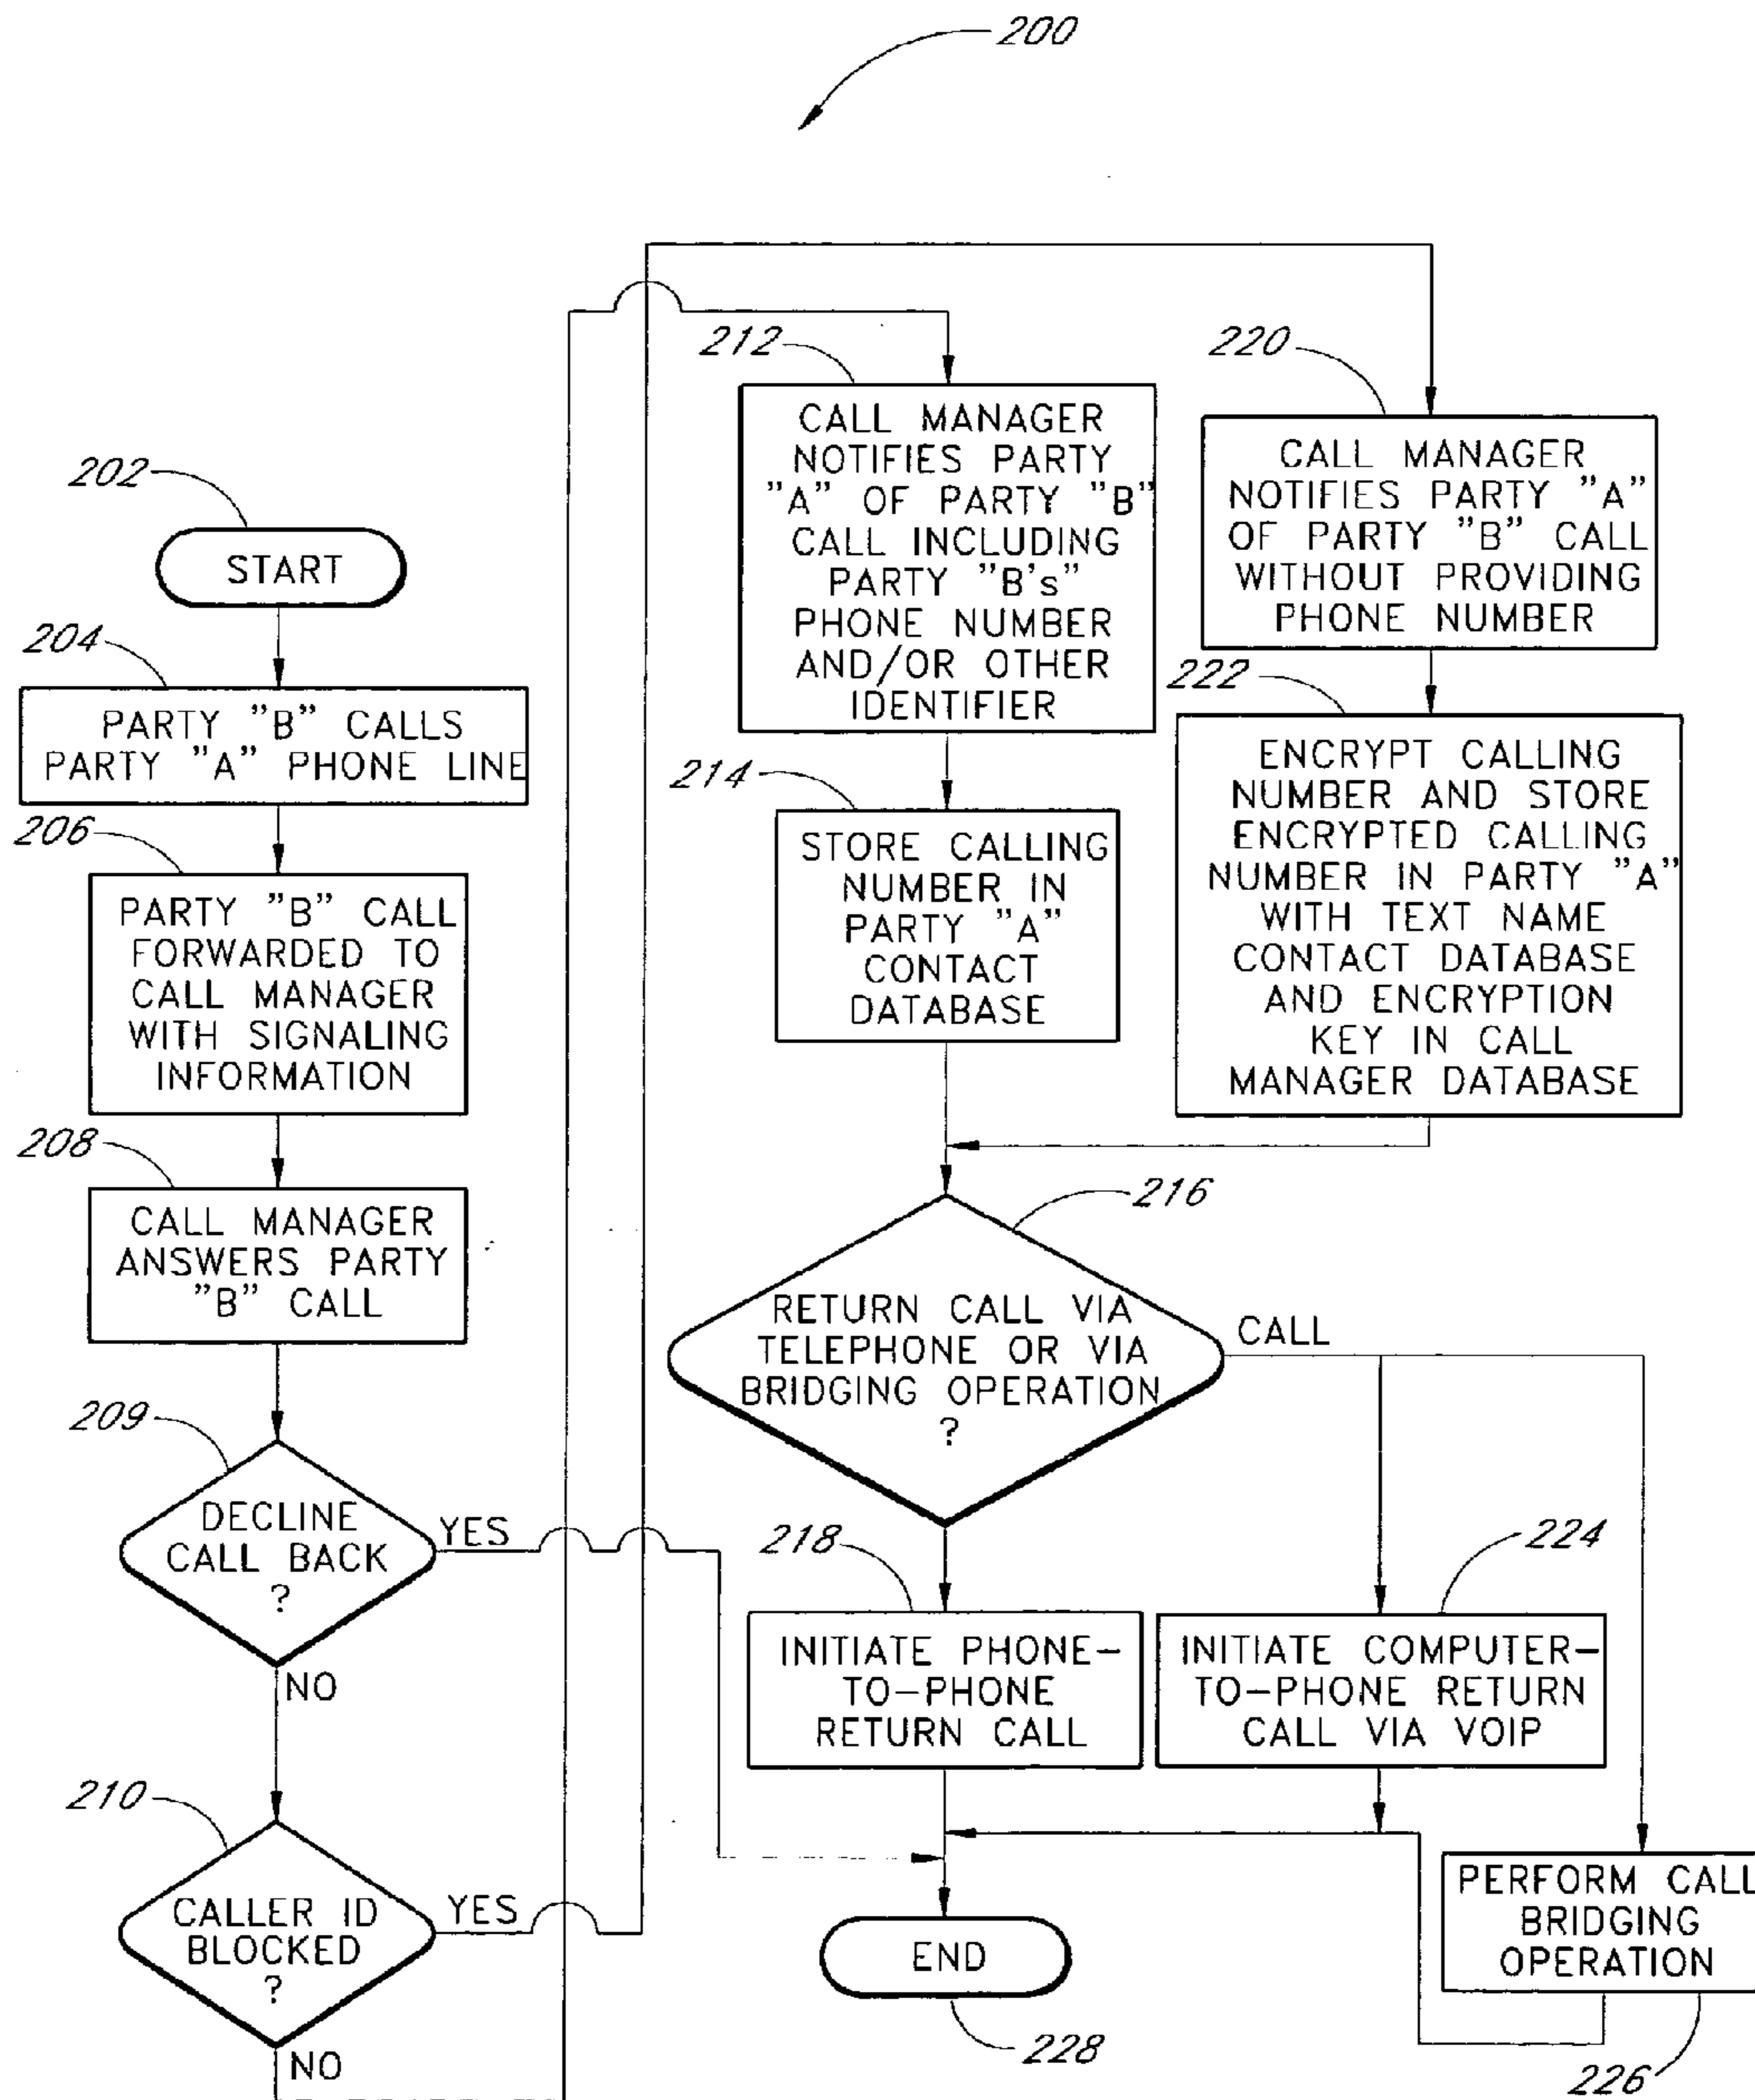 200
202
START
204
PARTY "B" CALLS
PARTY "A" PHONE LINE
206
PARTY "B" CALL
FORWARDED TO
CALL MANAGER
WITH SIGNALING
INFORMATION
208
CALL MANAGER
ANSWERS PARTY
"B" CALL
209
DECLINE
CALL BACK
?
YES
NO
210
CALLER ID
BLOCKED
?
YES
NO
212
CALL MANAGER
NOTIFIES PARTY
"A" OF PARTY "B"
CALL INCLUDING
PARTY "B's"
PHONE NUMBER
AND/OR OTHER
IDENTIFIER
214
STORE CALLING
NUMBER IN
PARTY "A"
CONTACT
DATABASE
220
CALL MANAGER
NOTIFIES PARTY "A"
OF PARTY "B" CALL
WITHOUT PROVIDING
PHONE NUMBER
222
ENCRYPT CALLING
NUMBER AND STORE
ENCRYPTED CALLING
NUMBER IN PARTY "A"
WITH TEXT NAME
CONTACT DATABASE
AND ENCRYPTION
KEY IN CALL
MANAGER DATABASE
216
RETURN CALL VIA
TELEPHONE OR VIA
BRIDGING OPERATION
?
CALL
218
INITIATE PHONE-
TO-PHONE
RETURN CALL
224
INITIATE COMPUTER-
TO-PHONE RETURN
CALL VIA VOIP
PERFORM CALL
BRIDGING
OPERATION
226
END
228